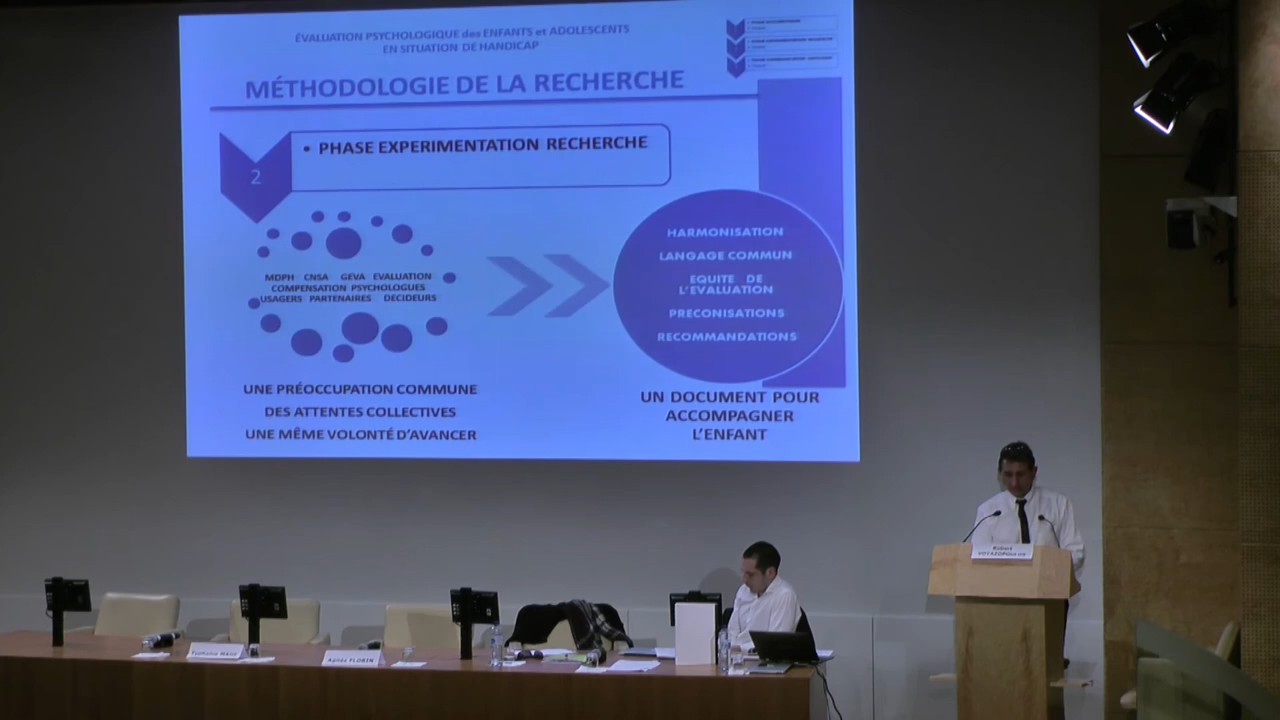 ÉVALUATION PSYCHOLOGIQUE des ENFANTS et ADOLESCENTS
EN SITUATION DE HANDICAP
MÉTHODOLOGIE DE LA RECHERCHE
• PHASE EXPERIMENTATION RECHERCHE
2
MDPH CNSA GEVA EVALUATION
COMPENSATION PSYCHOLOGUES
USAGERS PARTENAIRES DECIDEURS
HARMONISATION
LANGAGE COMMUN
EQUITE DE
L'EVALUATION
PRECONISATIONS
RECOMMANDATIONS
UNE PRÉOCCUPATION COMMUNE
DES ATTENTES COLLECTIVES
UNE MÊME VOLONTÉ D'AVANCER
UN DOCUMENT POUR
ACCOMPAGNER
L'ENFANT
Robert
Agnès FLORIN